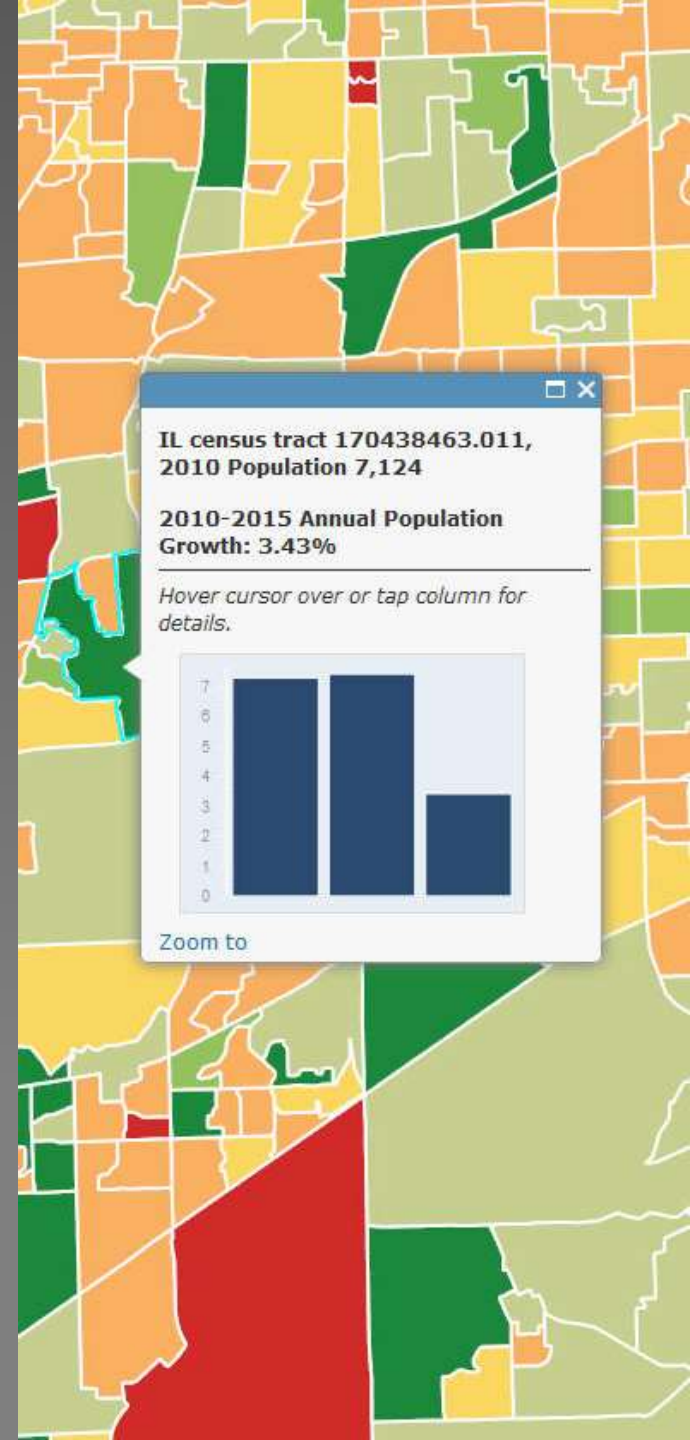 IL census tract 170438463.011,
2010 Population 7,124
2010-2015 Annual Population
Growth: 3.43%
Hover cursor over or tap column for
details.
7
6
5
4
3
2
1
0
Zoom to